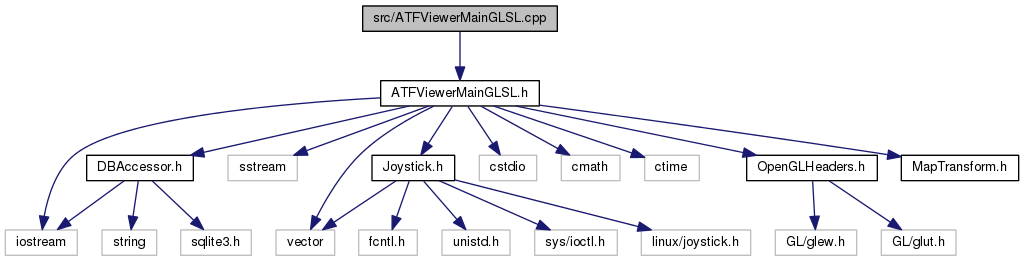 src/ATFViewerMainGLSL.cpp
ATFViewerMainGLSL.h
DBAccessor.h
sstream
Joystick.h
cstdio
cmath
ctime
OpenGLHeaders.h
MapTransform.h
iostream
string
sqlite3.h
vector
fcntl.h
unistd.h
sys/ioctl.h
linux/joystick.h
GL/glew.h
GL/glut.h